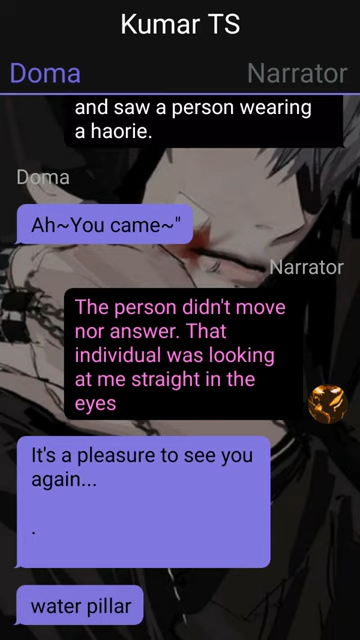 Kumar TS
Doma
Narrator
and saw a person wearing
a haorie.
Doma
Ah~You came~"
Narrator
The person didn't move
nor answer. That
individual was looking
at me straight in the
eyes
It's a pleasure to see you
again...
.
water pillar